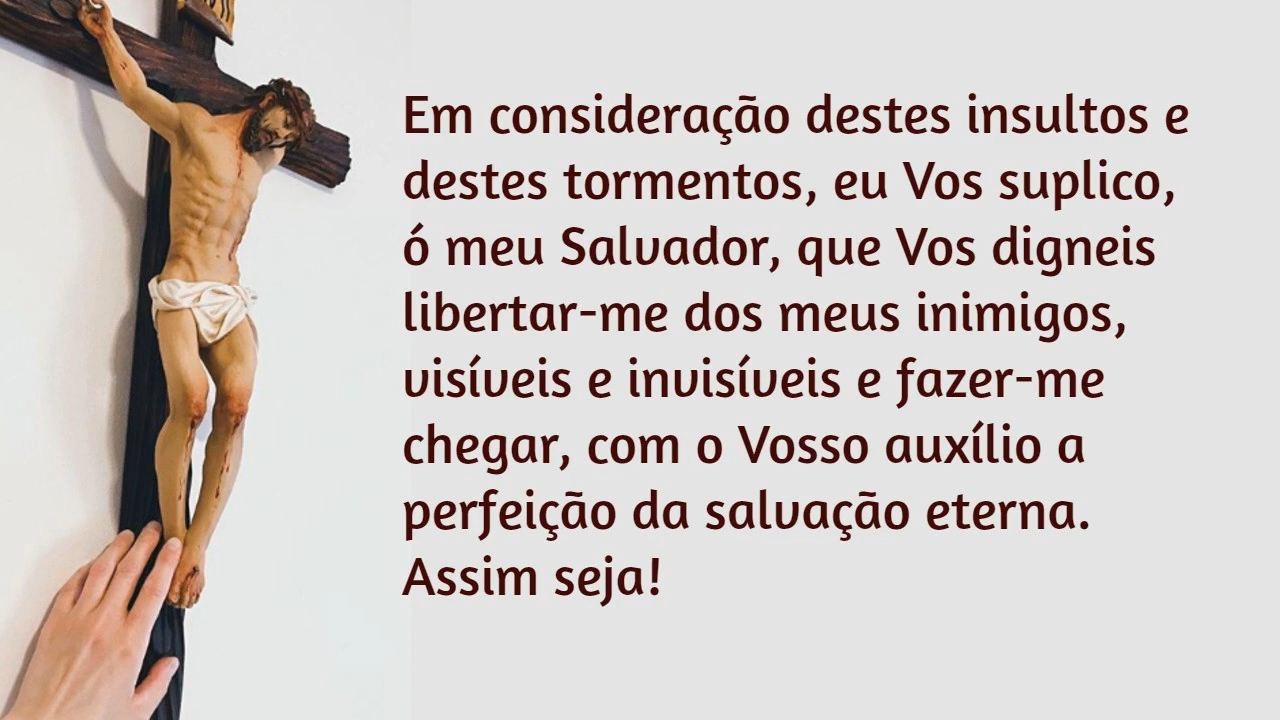 Em consideração destes insultos e
destes tormentos, eu Vos suplico,
ó meu Salvador, que Vos digneis
libertar-me dos meus inimigos,
visíveis e invisíveis e fazer-me
chegar, com o Vosso auxílio a
perfeição da salvação eterna.
Assim seja!